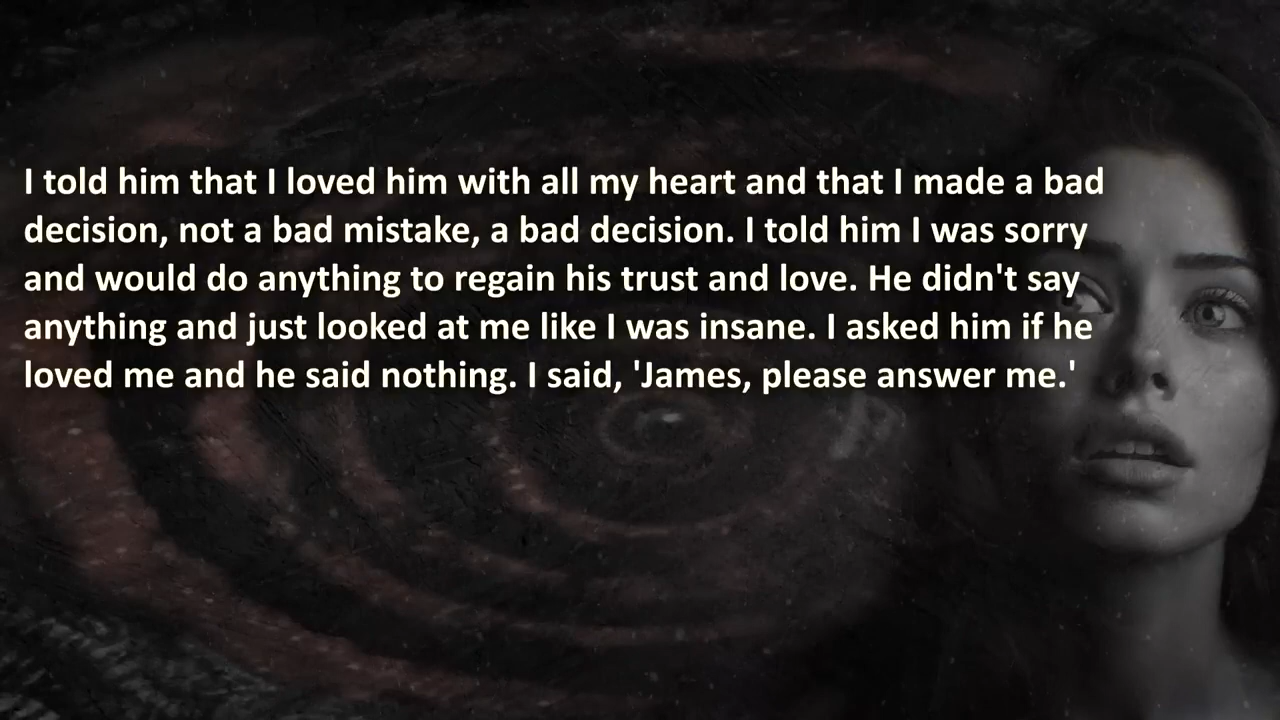 I told him that I loved him with all my heart and that I made a bad
decision, not a bad mistake, a bad decision. I told him I was sorry
and would do anything to regain his trust and love. He didn't say
anything and just looked at me like I was insane. I asked him if he
loved me and he said nothing. I said, 'James, please answer me.'